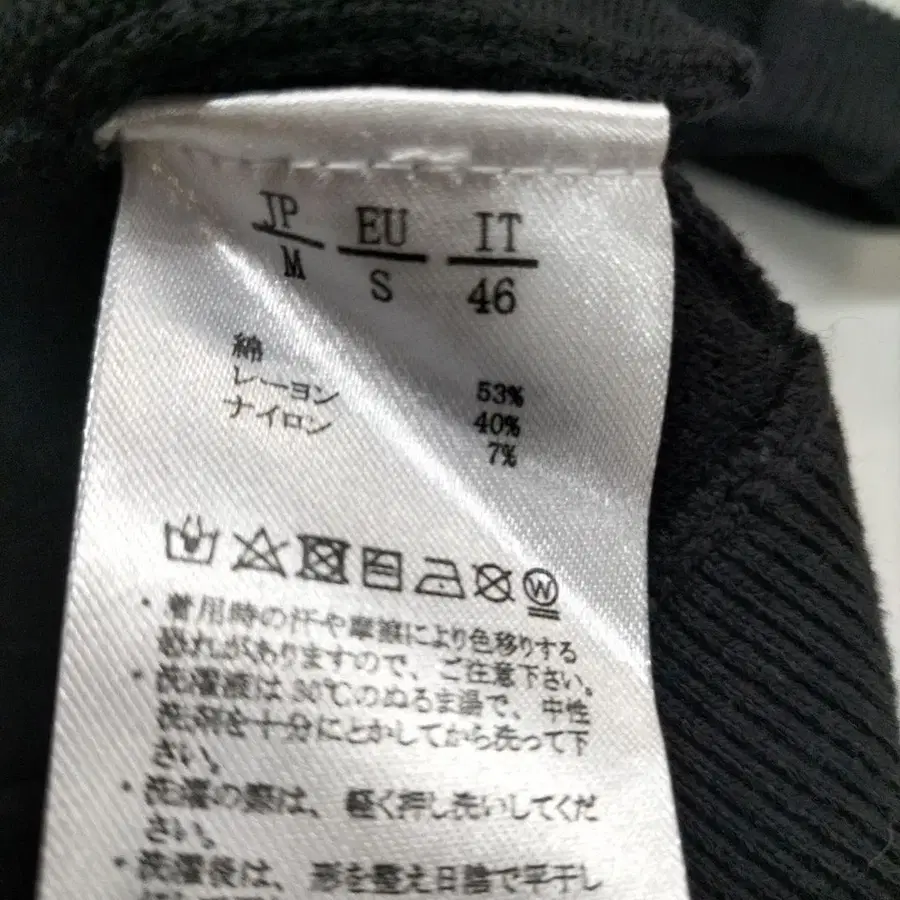 JP EU IT
M S 46
綿 53%
レーヨン 40%
ナイロン 7%
W
・着用時の汗や摩擦により色移りする
恐れがありますので、ご注意下さい。
・洗濯液は30℃のぬるま湯で、中性
洗剤を十分にとかしてから洗って下
さい。
・洗濯の際は、軽く押し洗いしてくだ
さい。
・洗濯後は、形を整え日陰で平干し